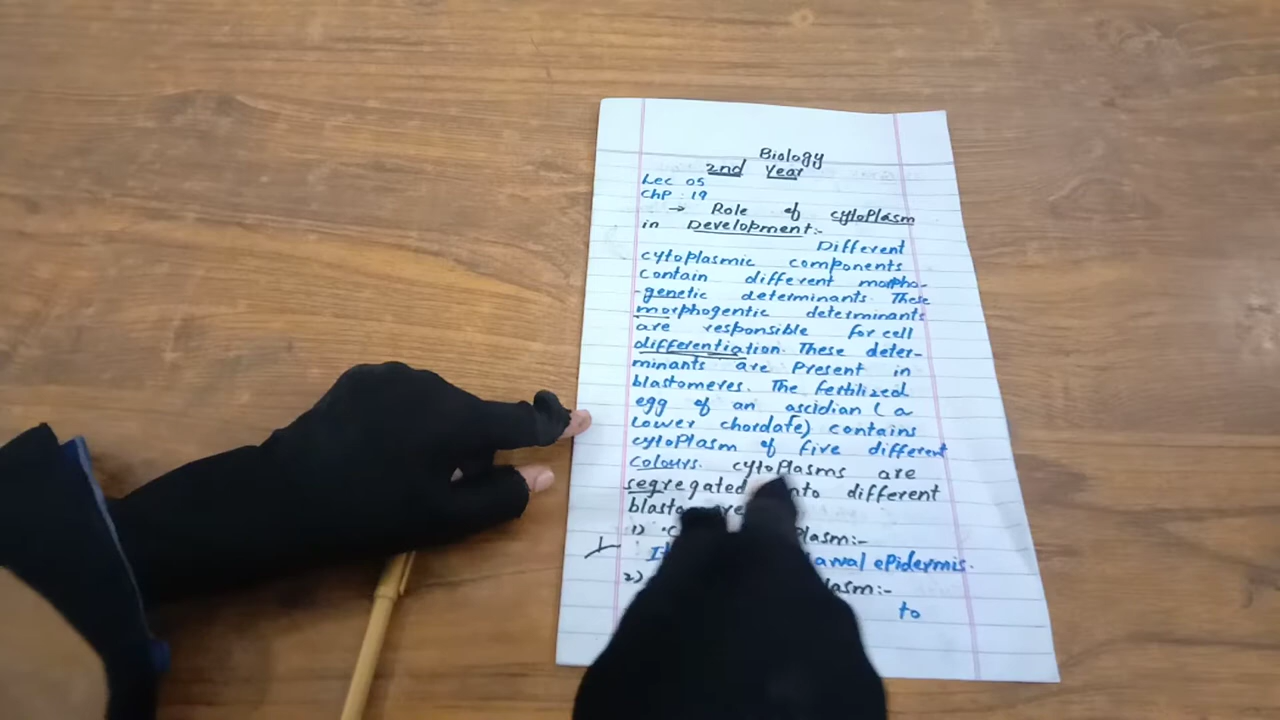 Biology
2nd Year
Lec 05
Chp : 19
→ Role of cytoplasm
in Development:-
Different
cytoplasmic components
contain different morpho-
-genetic determinants. These
morphogentic determinants
are responsible for cell
differentiation. These deter-
minants are Present in
blastomeres. The fertilized
egg of an ascidian (a
Lower chordate) contains
cytoplasm of five different
Colours. cytoplasms are
segregated into different
1)
It epidermis.
2)
to